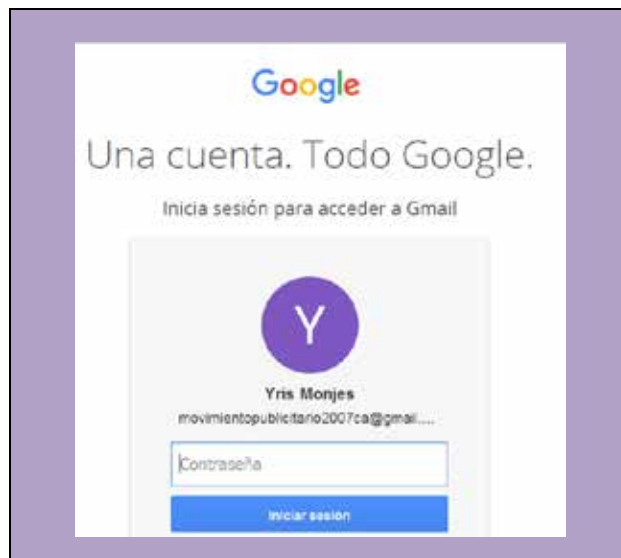 Google
Una cuenta. Todo Google.
Inicia sesión para acceder a Gmail
Y
Yris Monjes
movimientopublicitario2007ca@gmail....
Contraseña
Iniciar sesión